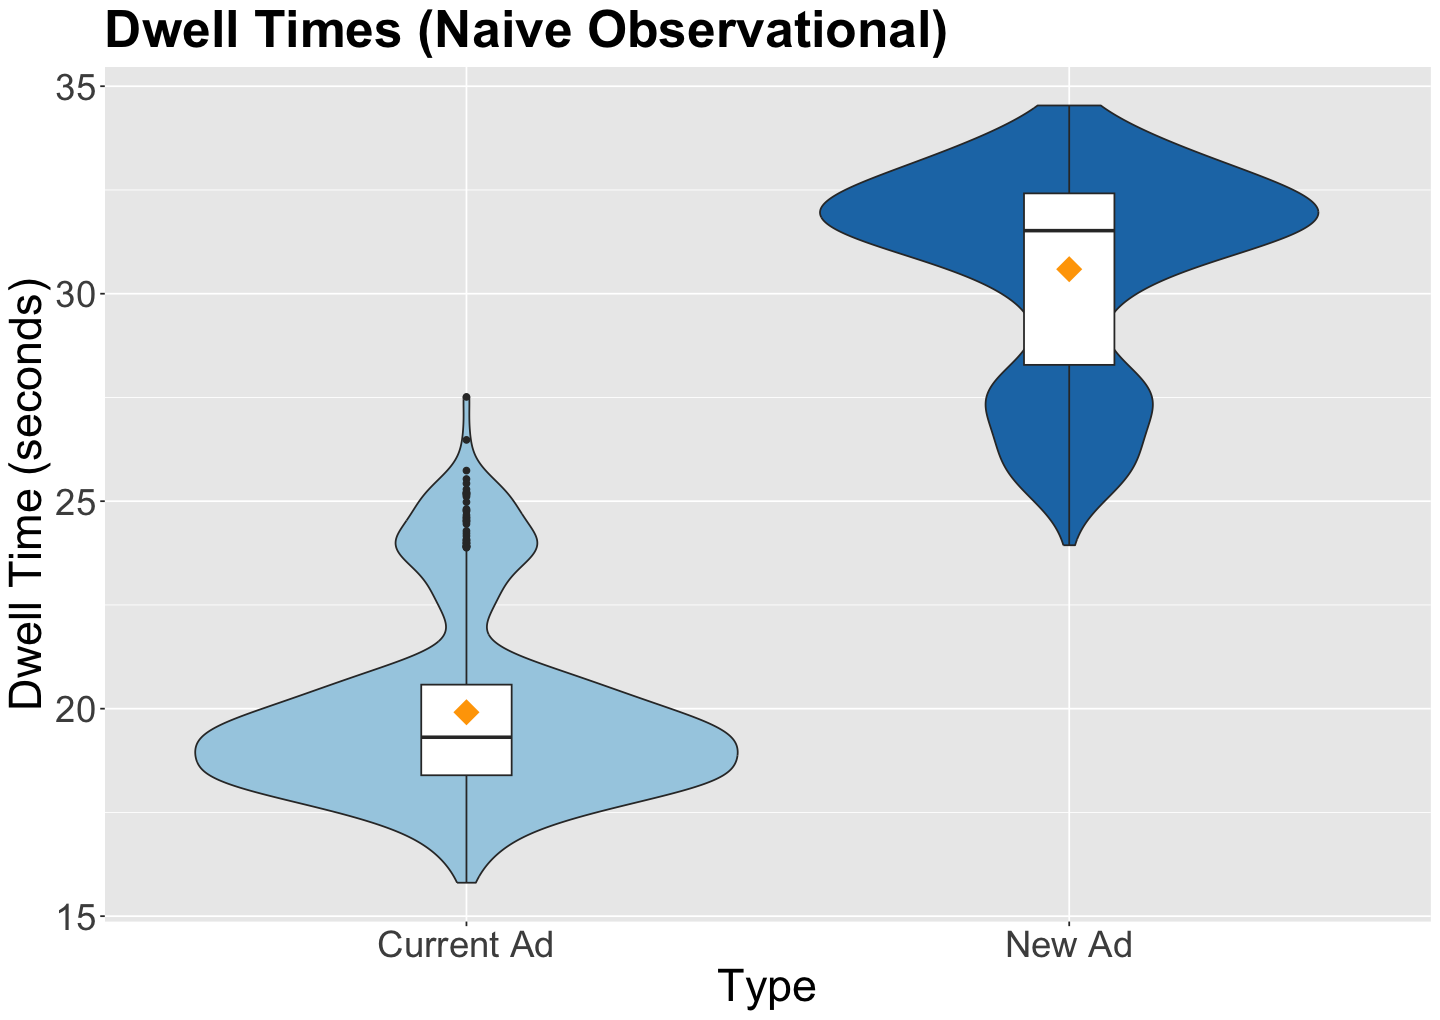 Dwell Times (Naive Observational)
Dwell Time (seconds)
35
30
25
20
15
Current Ad
New Ad
Type